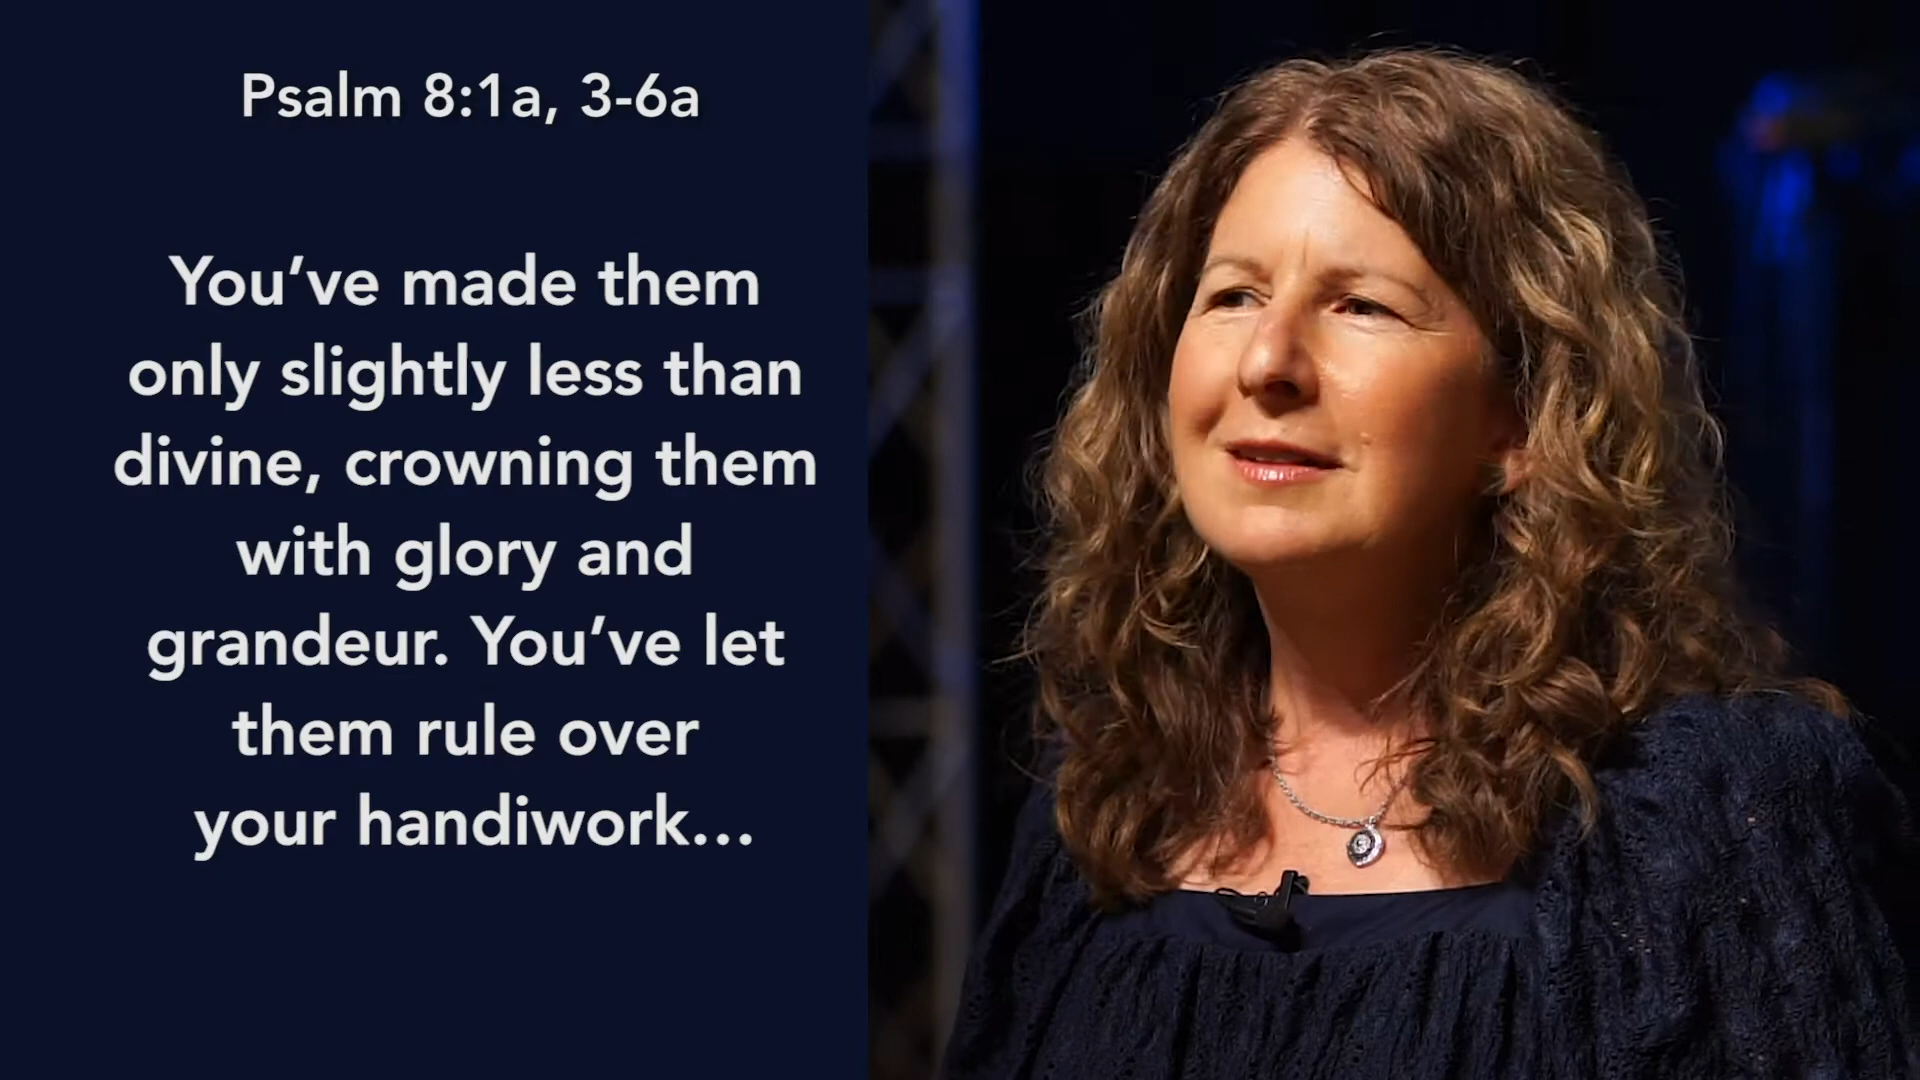 Psalm 8:1a, 3-6a
You’ve made them
only slightly less than
divine, crowning them
with glory and
grandeur. You’ve let
them rule over
your handiwork…